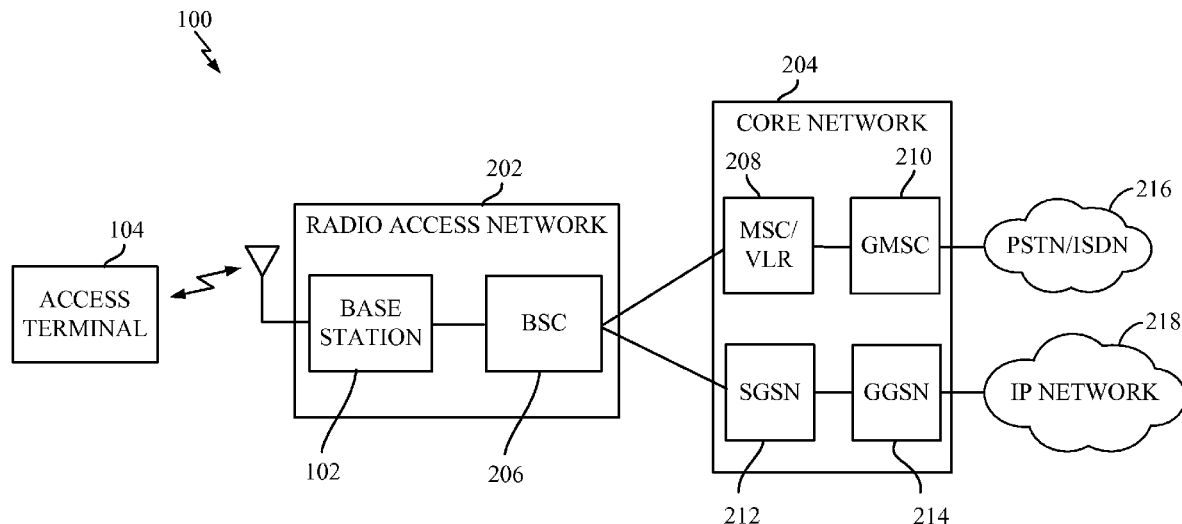 100
204
CORE NETWORK
202
208
210
216
RADIO ACCESS NETWORK
104
MSC/
VLR
GMSC
PSTN/ISDN
ACCESS
TERMINAL
BASE
STATION
BSC
218
SGSN
GGSN
IP NETWORK
102
206
212
214